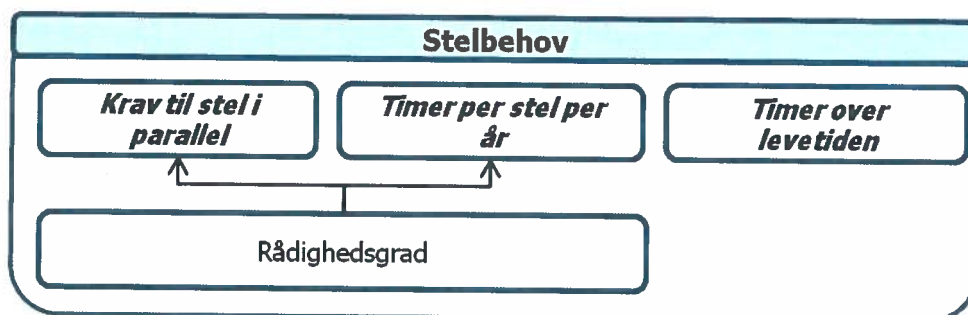 Stelbehov
Krav til stel i
parallel
Timer per stel per
år
Timer over
levetiden
Rådighedsgrad